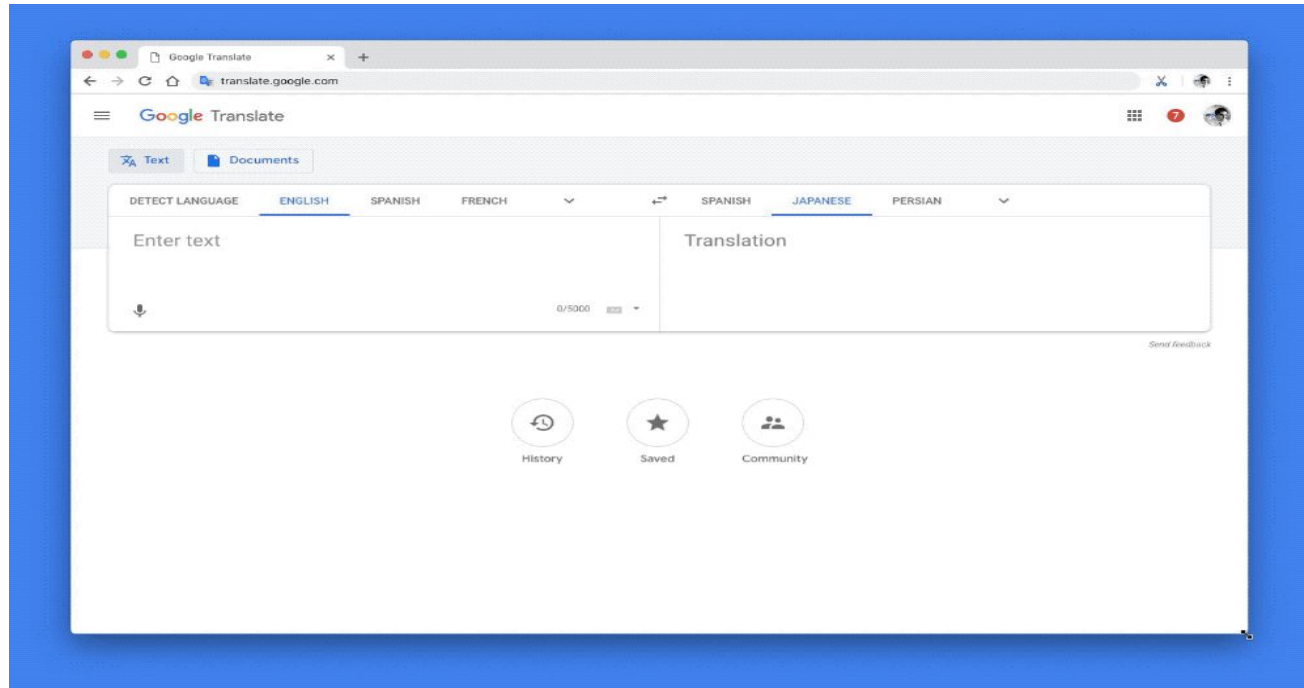 Google Translate
translate.google.com
Google Translate
7
Text Documents
DETECT LANGUAGE ENGLISH SPANISH FRENCH SPANISH JAPANESE PERSIAN
Enter text Translation
0/5000
Send feedback
History Saved Community